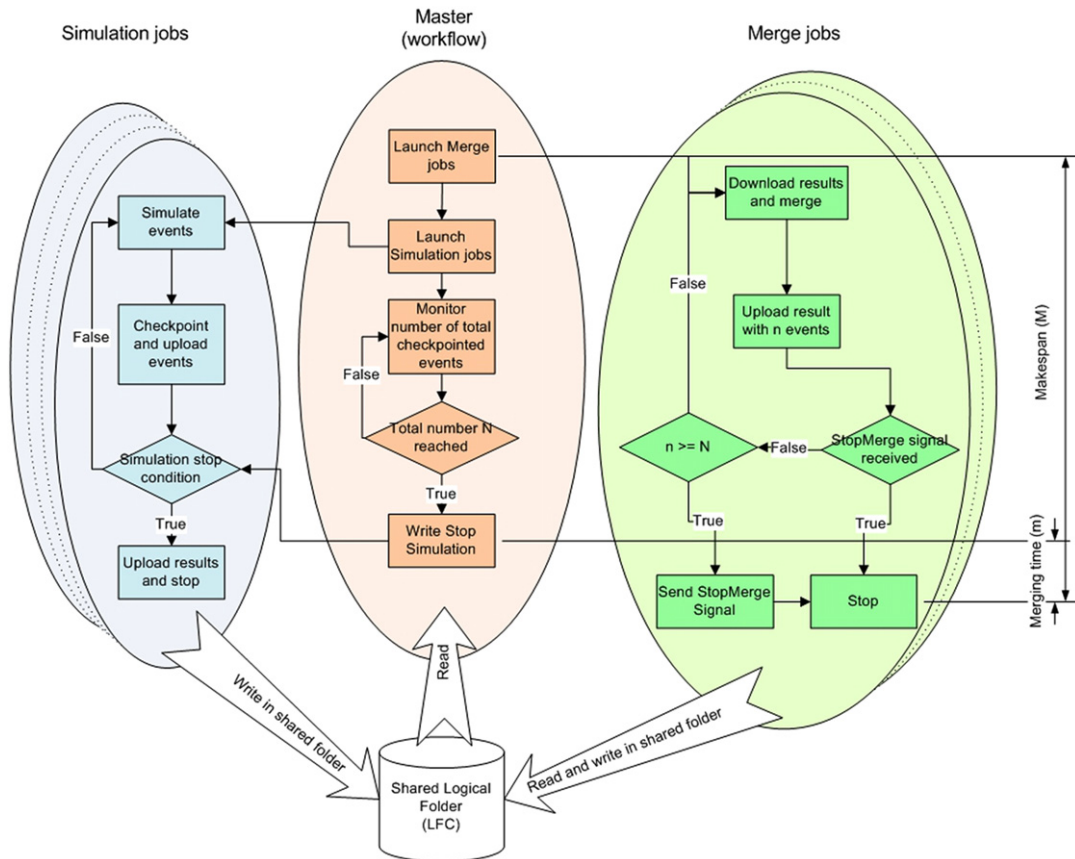 Simulation jobs
Master
(workflow)
Merge jobs
Launch Merge
jobs
Launch
Simulation jobs
Monitor
number of total
checkpointed
events
False
Total number N
reached
True
Write Stop
Simulation
Simulate
events
Checkpoint
and upload
events
False
Simulation stop
condition
True
Upload results
and stop
Download results
and merge
Upload result
with n events
False
StopMerge signal
received
False
n >= N
True
True
Send StopMerge
Signal
Stop
Makespan (M)
Merging time (m)
Write in shared folder
Read
Read and write in shared folder
Shared Logical
Folder
(LFC)